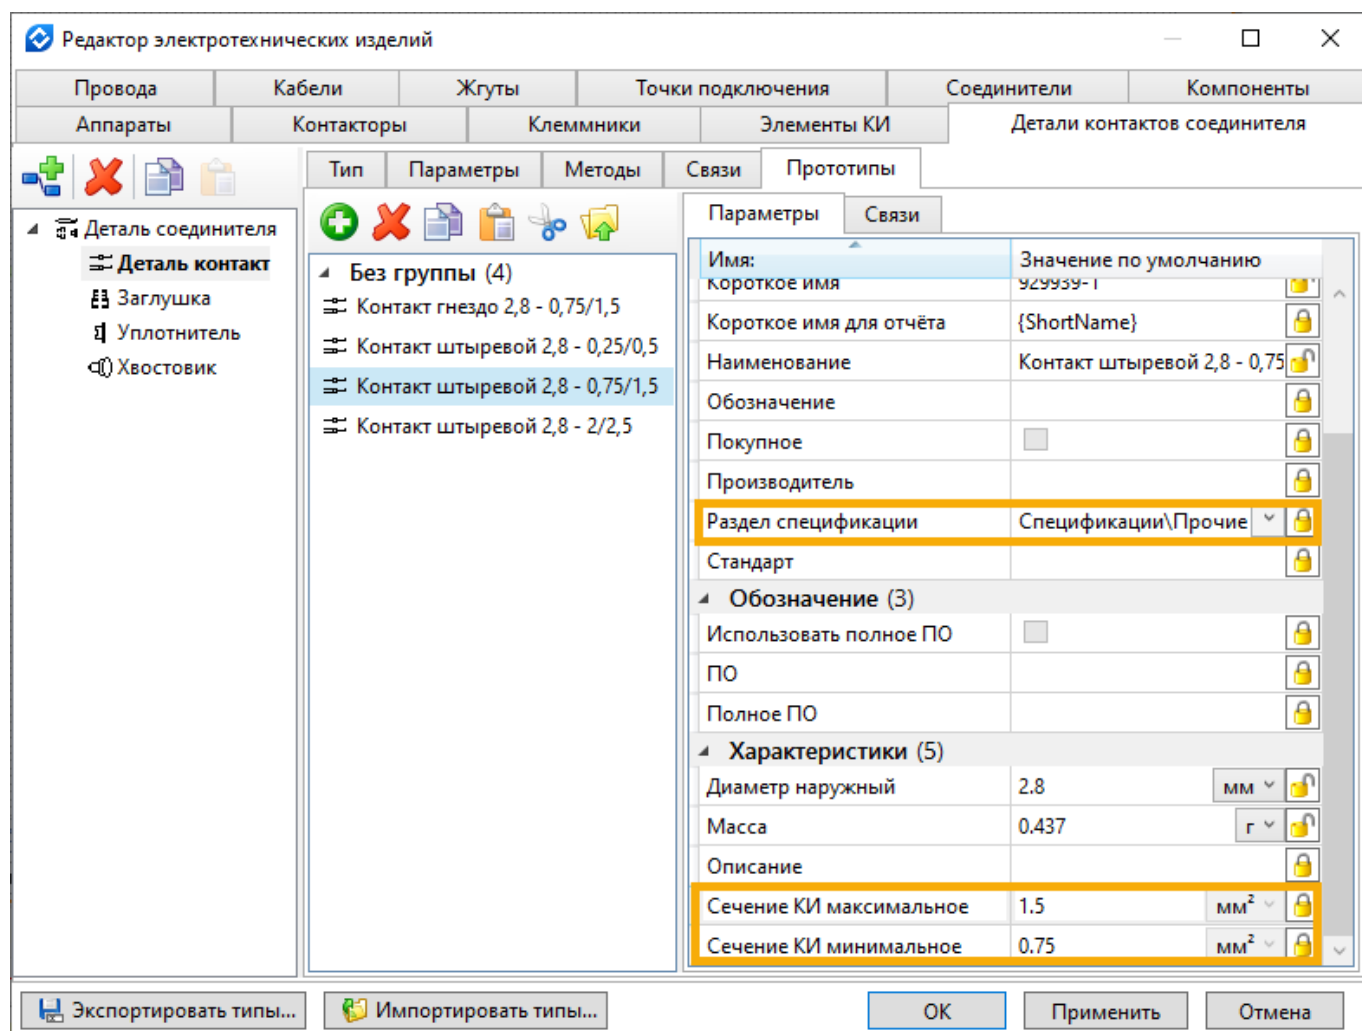 Редактор электротехнических изделий
Провода Кабели Жгуты Точки подключения Соединители Компоненты
Аппараты Контакторы Клеммники Элементы КИ Детали контактов соединителя
Тип Параметры Методы Связи Прототипы
Деталь соединителя
Деталь контакт
Заглушка
Уплотнитель
Хвостовик
Без группы (4)
Контакт гнездо 2,8 - 0,75/1,5
Контакт штыревой 2,8 - 0,25/0,5
Контакт штыревой 2,8 - 0,75/1,5
Контакт штыревой 2,8 - 2/2,5
Параметры Связи
Имя: Значение по умолчанию
Короткое имя 929939-1
Короткое имя для отчёта {ShortName}
Наименование Контакт штыревой 2,8 - 0,75
Обозначение
Покупное
Производитель
Раздел спецификации Спецификации\Прочие
Стандарт
Обозначение (3)
Использовать полное ПО
ПО
Полное ПО
Характеристики (5)
Диаметр наружный 2.8 мм
Масса 0.437 г
Описание
Сечение КИ максимальное 1.5 мм²
Сечение КИ минимальное 0.75 мм²
Экспортировать типы... Импортировать типы... ОК Применить Отмена